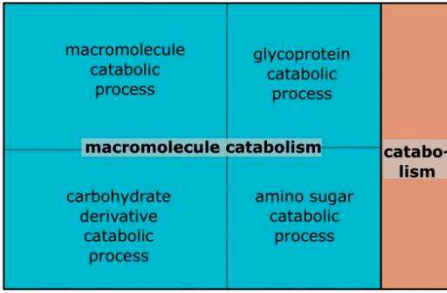 macromolecule
catabolic
process
glycoprotein
catabolic
process
macromolecule catabolism
catabo-
lism
carbohydrate
derivative
catabolic
process
amino sugar
catabolic
process